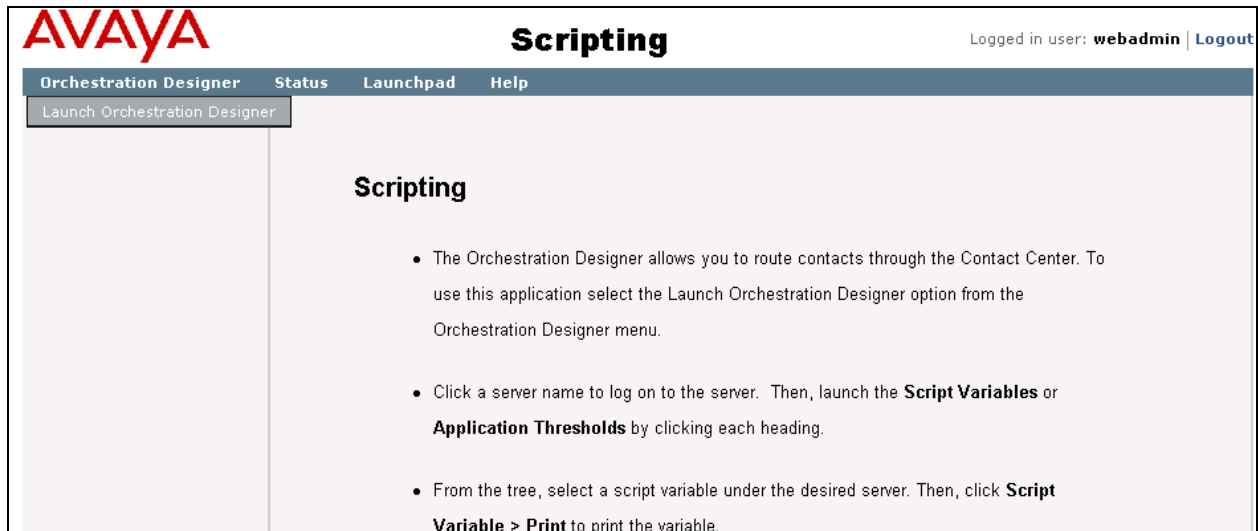 AVAYA
Scripting
Logged in user: webadmin | Logout
Orchestration Designer Status Launchpad Help
Launch Orchestration Designer
Scripting
• The Orchestration Designer allows you to route contacts through the Contact Center. To
use this application select the Launch Orchestration Designer option from the
Orchestration Designer menu.
• Click a server name to log on to the server. Then, launch the Script Variables or
Application Thresholds by clicking each heading.
• From the tree, select a script variable under the desired server. Then, click Script
Variable > Print to print the variable.